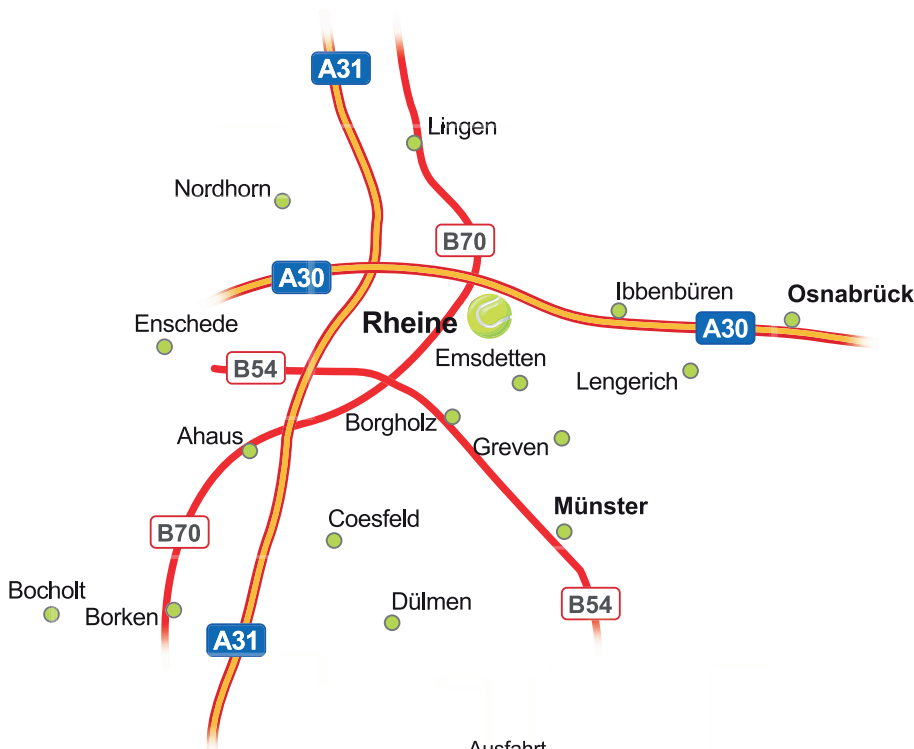 A31
Lingen
Nordhorn
B70
A30
Ibbenbüren
Osnabrück
Enschede
Rheine
A30
Emsdetten
B54
Lengerich
Ahaus
Borgholz
Greven
Münster
Coesfeld
B70
Bocholt
Borken
Dülmen
B54
A31
Ausfahrt